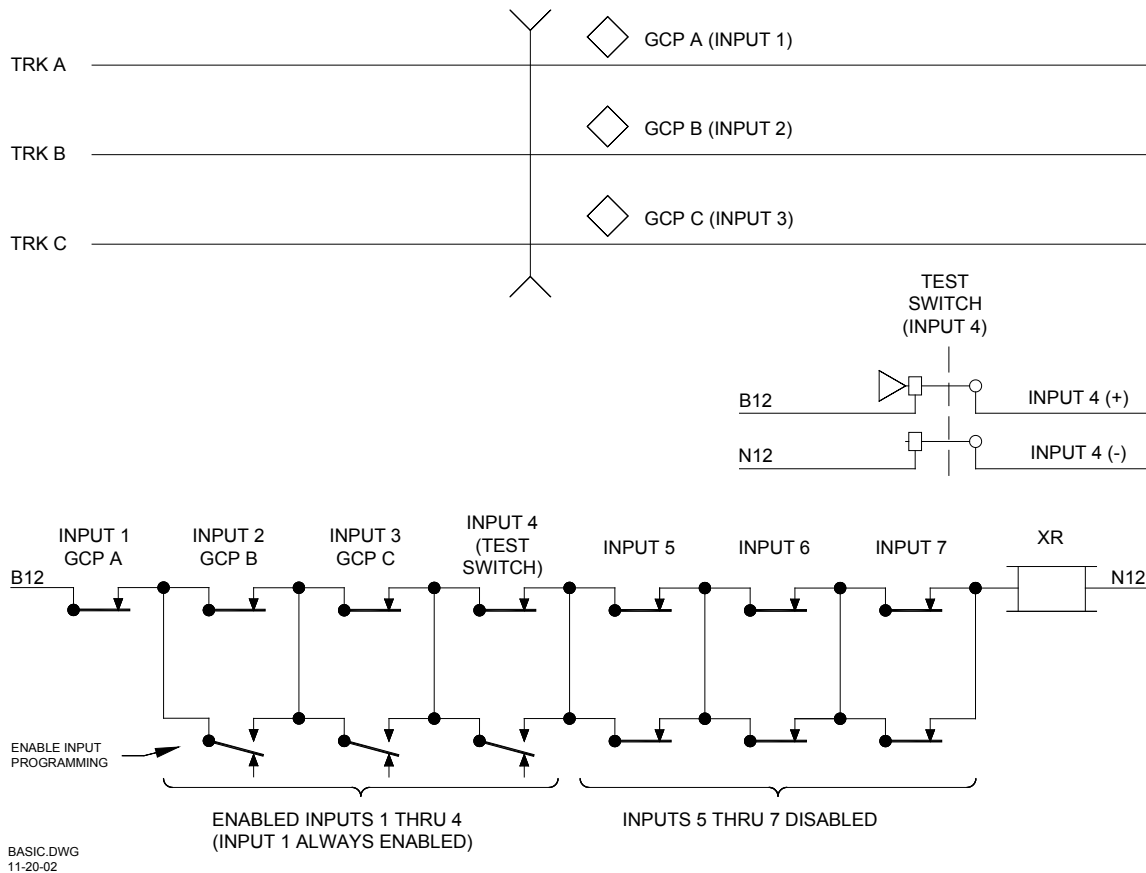 GCP A (INPUT 1)
TRK A
GCP B (INPUT 2)
TRK B
GCP C (INPUT 3)
TRK C
TEST
SWITCH
(INPUT 4)
B12
INPUT 4 (+)
N12
INPUT 4 (-)
INPUT 1
GCP A
INPUT 2
GCP B
INPUT 3
GCP C
INPUT 4
(TEST
SWITCH)
INPUT 5
INPUT 6
INPUT 7
XR
B12
N12
ENABLE INPUT
PROGRAMMING
ENABLED INPUTS 1 THRU 4
(INPUT 1 ALWAYS ENABLED)
INPUTS 5 THRU 7 DISABLED
BASIC.DWG
11-20-02